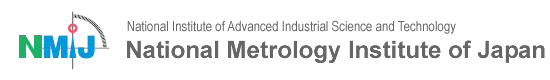 NMIJ
National Institute of Advanced Industrial Science and Technology
National Metrology Institute of Japan